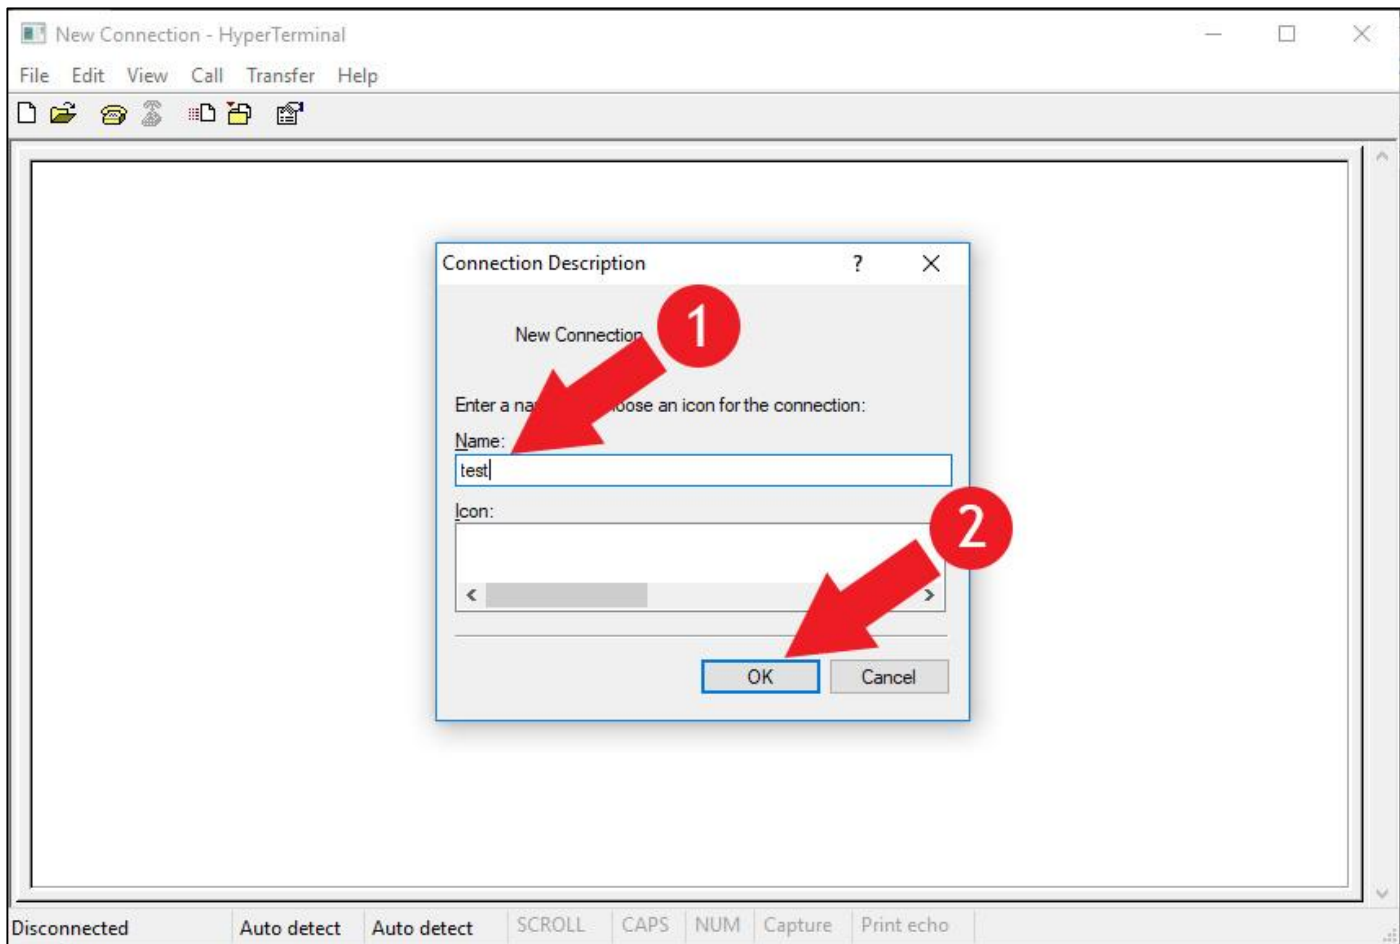 New Connection - HyperTerminal
File Edit View Call Transfer Help
Connection Description ?
1
New Connection
Enter a na oose an icon for the connection:
Name:
test
Icon:
2
OK Cancel
Disconnected Auto detect Auto detect SCROLL CAPS NUM Capture Print echo